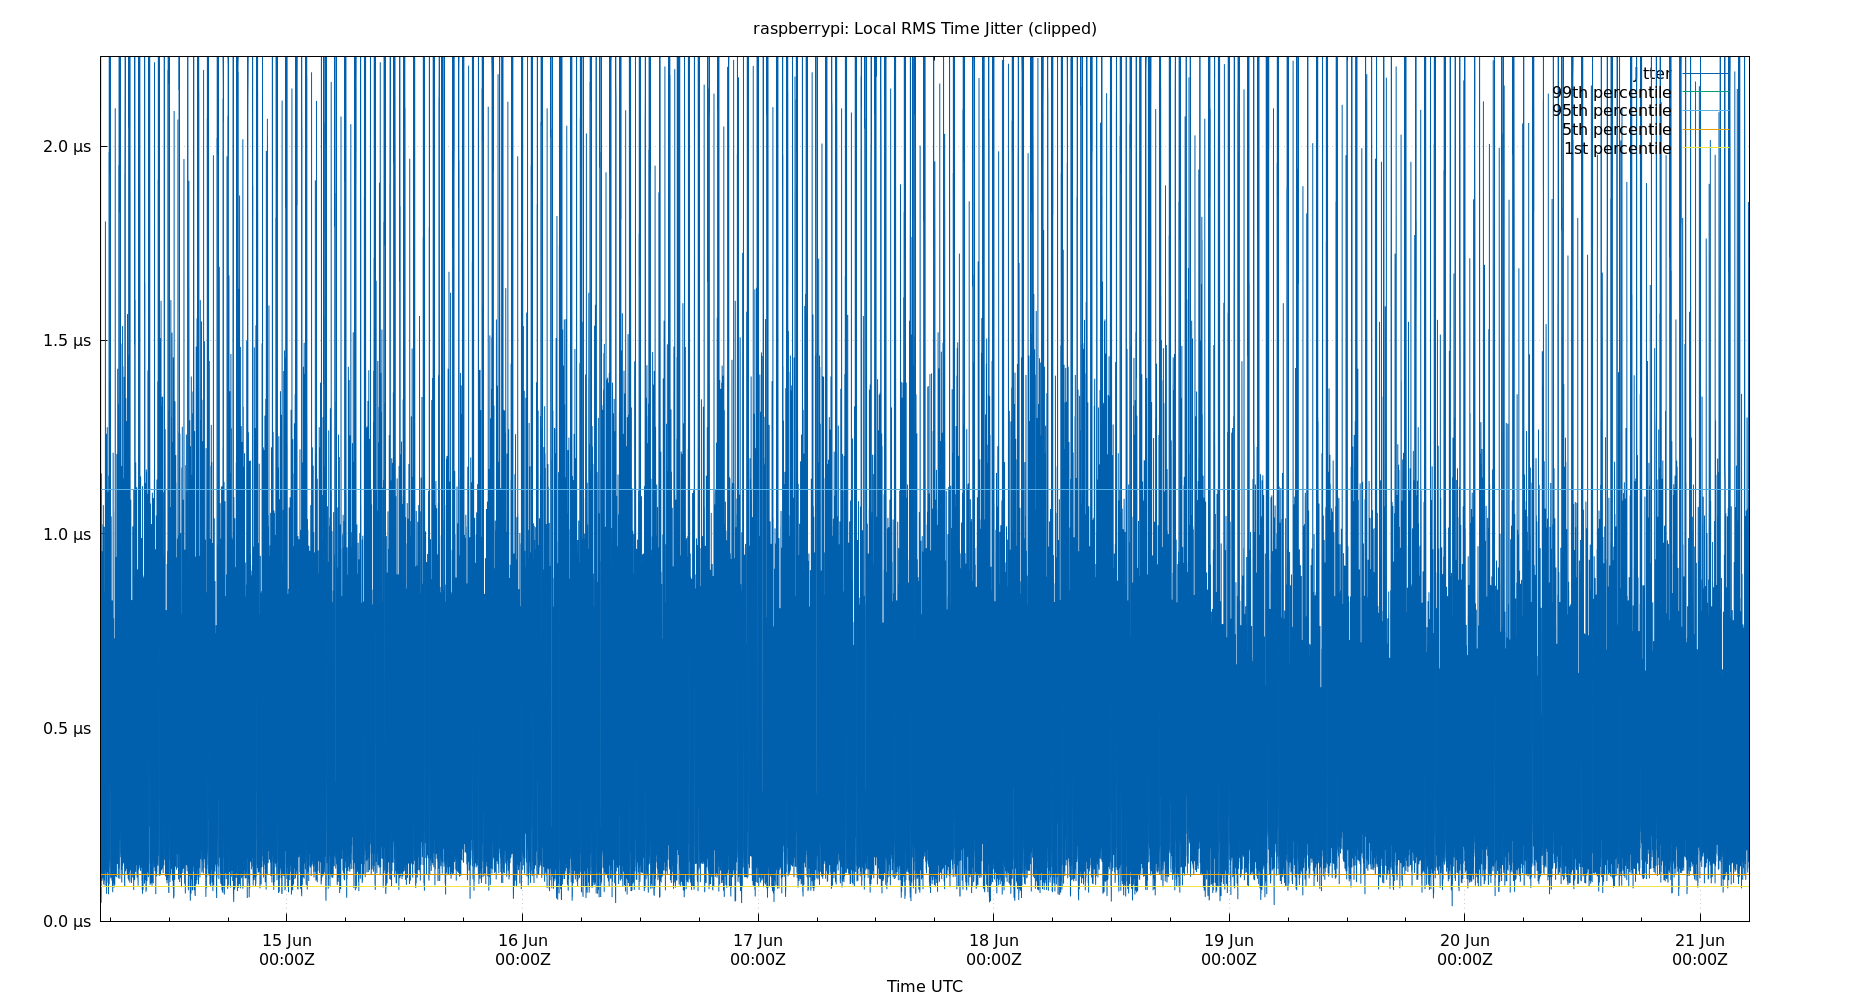 raspberrypi: Local RMS Time Jitter (clipped)
jitter
99th percentile
95th percentile
5th percentile
1st percentile
2.0 μs
1.5 μs
1.0 μs
0.5 μs
0.0 μs
15 Jun 16 Jun 17 Jun 18 Jun 19 Jun 20 Jun 21 Jun
00:00Z 00:00Z 00:00Z 00:00Z 00:00Z 00:00Z 00:00Z
Time UTC